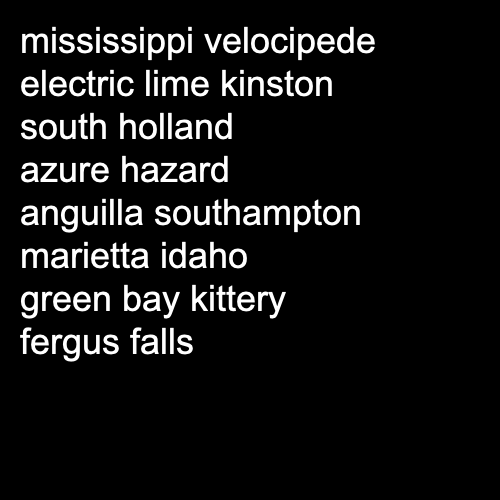 mississippi velocipede
electric lime kinston
south holland
azure hazard
anguilla southampton
marietta idaho
green bay kittery
fergus falls